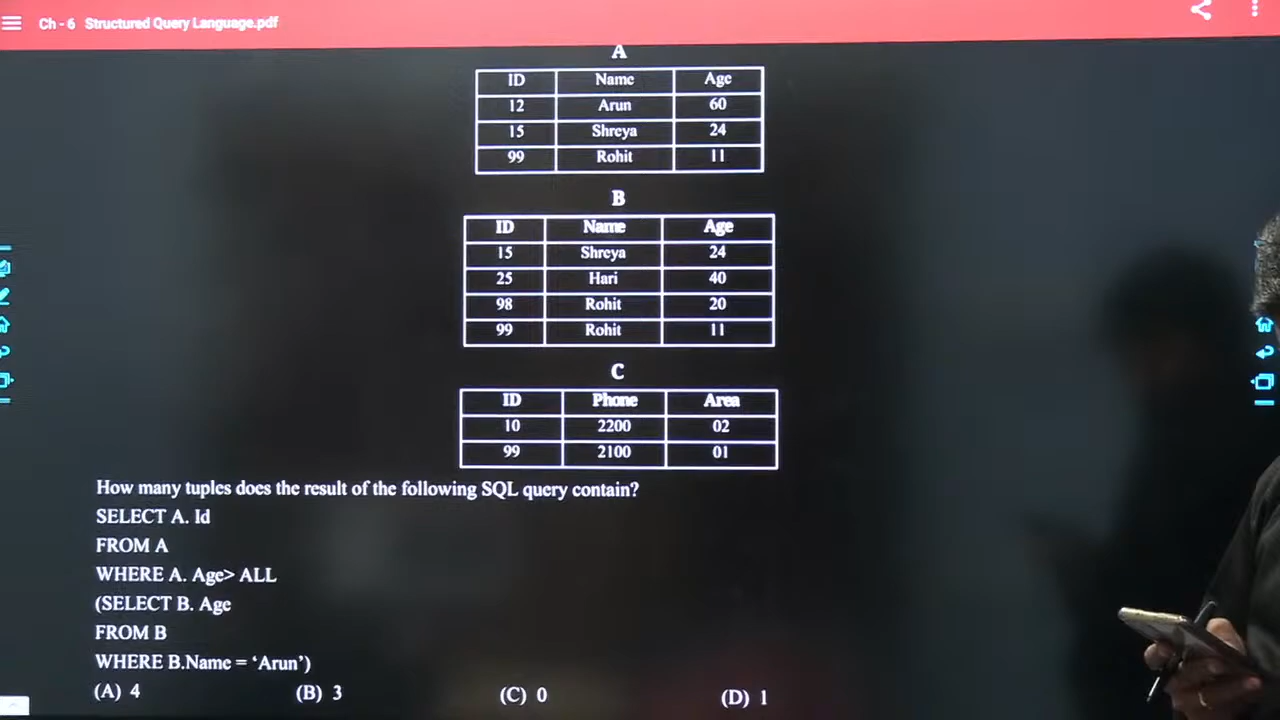 Ch - 6 Structured Query Language.pdf
A
ID Name Age
12 Arun 60
15 Shreya 24
99 Rohit 11
B
ID Name Age
15 Shreya 24
25 Hari 40
98 Rohit 20
99 Rohit 11
C
ID Phone Area
10 2200 02
99 2100 01
How many tuples does the result of the following SQL query contain?
SELECT A. Id
FROM A
WHERE A. Age> ALL
(SELECT B. Age
FROM B
WHERE B.Name = ‘Arun’)
(A) 4 (B) 3 (C) 0 (D) 1